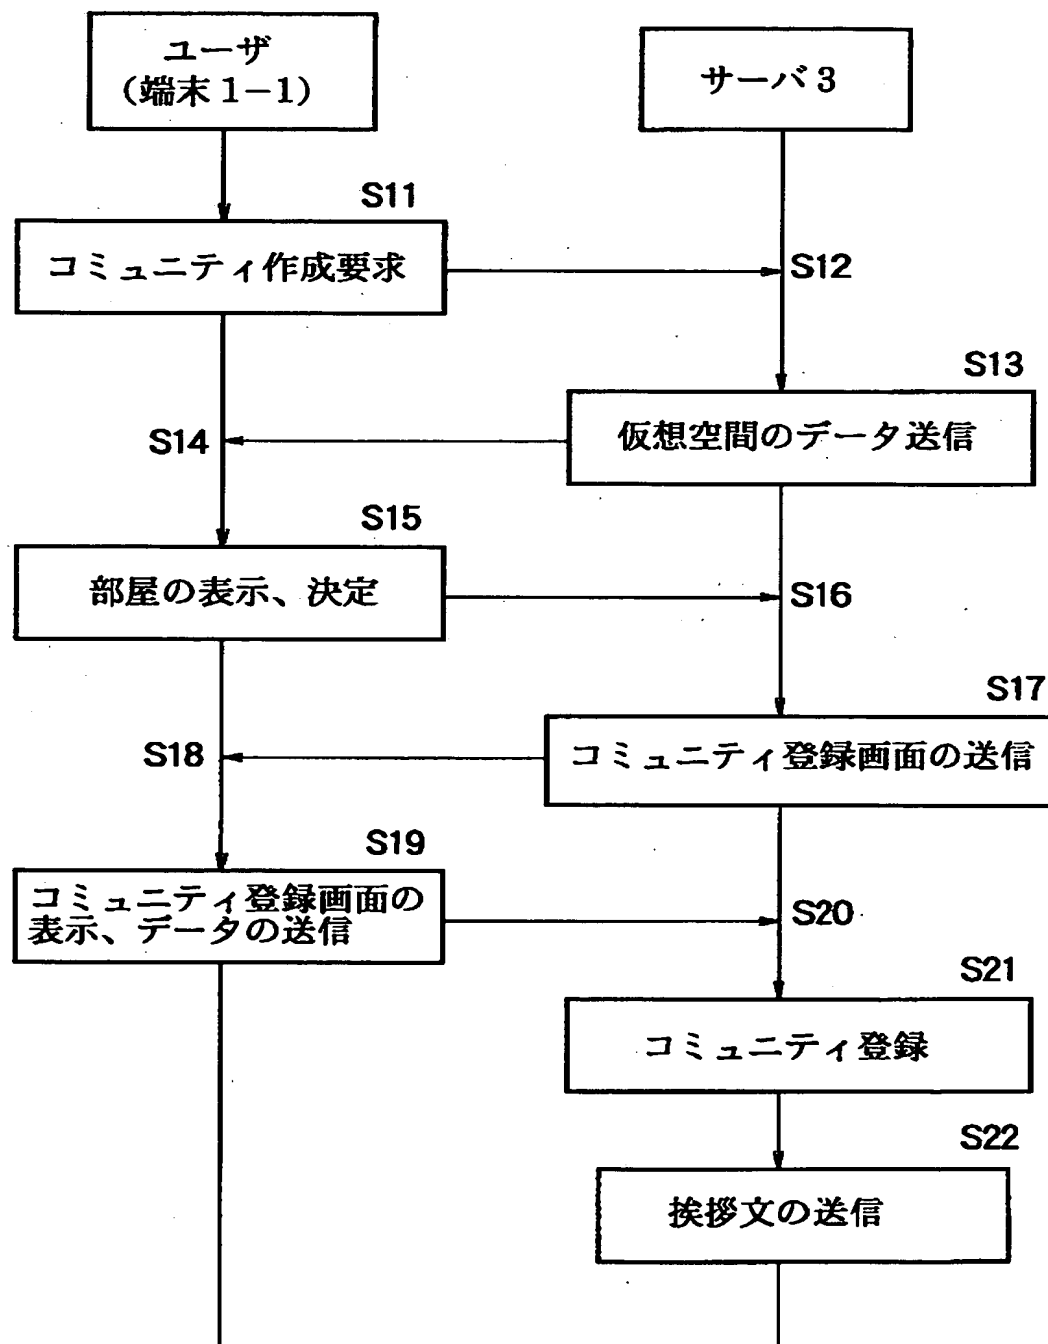 ユーザ
(端末1-1)
サーバ3
S11
コミュニティ作成要求
S12
S13
仮想空間のデータ送信
S14
S15
部屋の表示、決定
S16
S17
コミュニティ登録画面の送信
S18
S19
コミュニティ登録画面の
表示、データの送信
S20
S21
コミュニティ登録
S22
挨拶文の送信